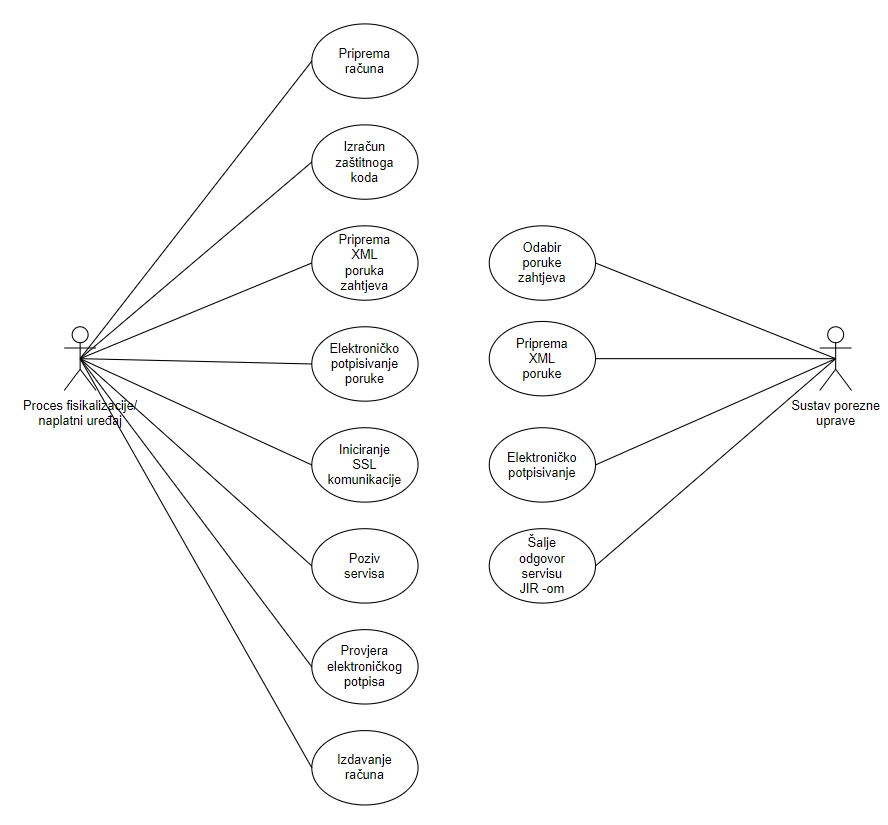 Priprema
računa
Izračun
zaštitnoga
koda
Priprema
XML
poruka
zahtjeva
Elektroničko
potpisivanje
poruke
Iniciranje
SSL
komunikacije
Poziv
servisa
Provjera
elektroničkog
potpisa
Izdavanje
računa
Odabir
poruke
zahtjeva
Priprema
XML
poruke
Elektroničko
potpisivanje
Šalje
odgovor
servisu
JIR -om
Proces fisikalizacije/
naplatni uređaj
Sustav porezne
uprave